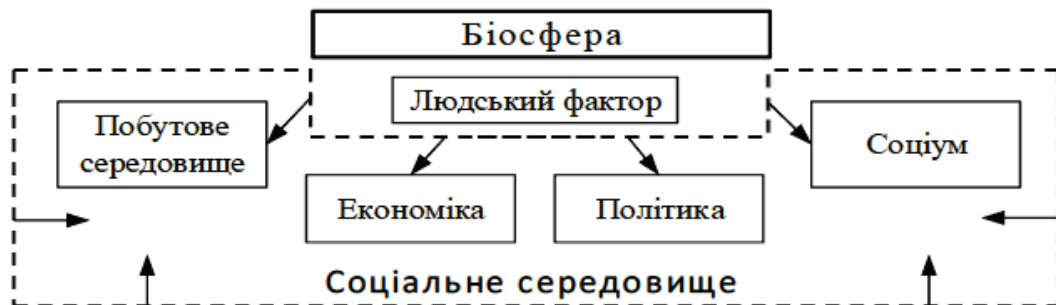 Біосфера
Людський фактор
Побутове
середовище
Соціум
Економіка
Політика
Соціальне середовище